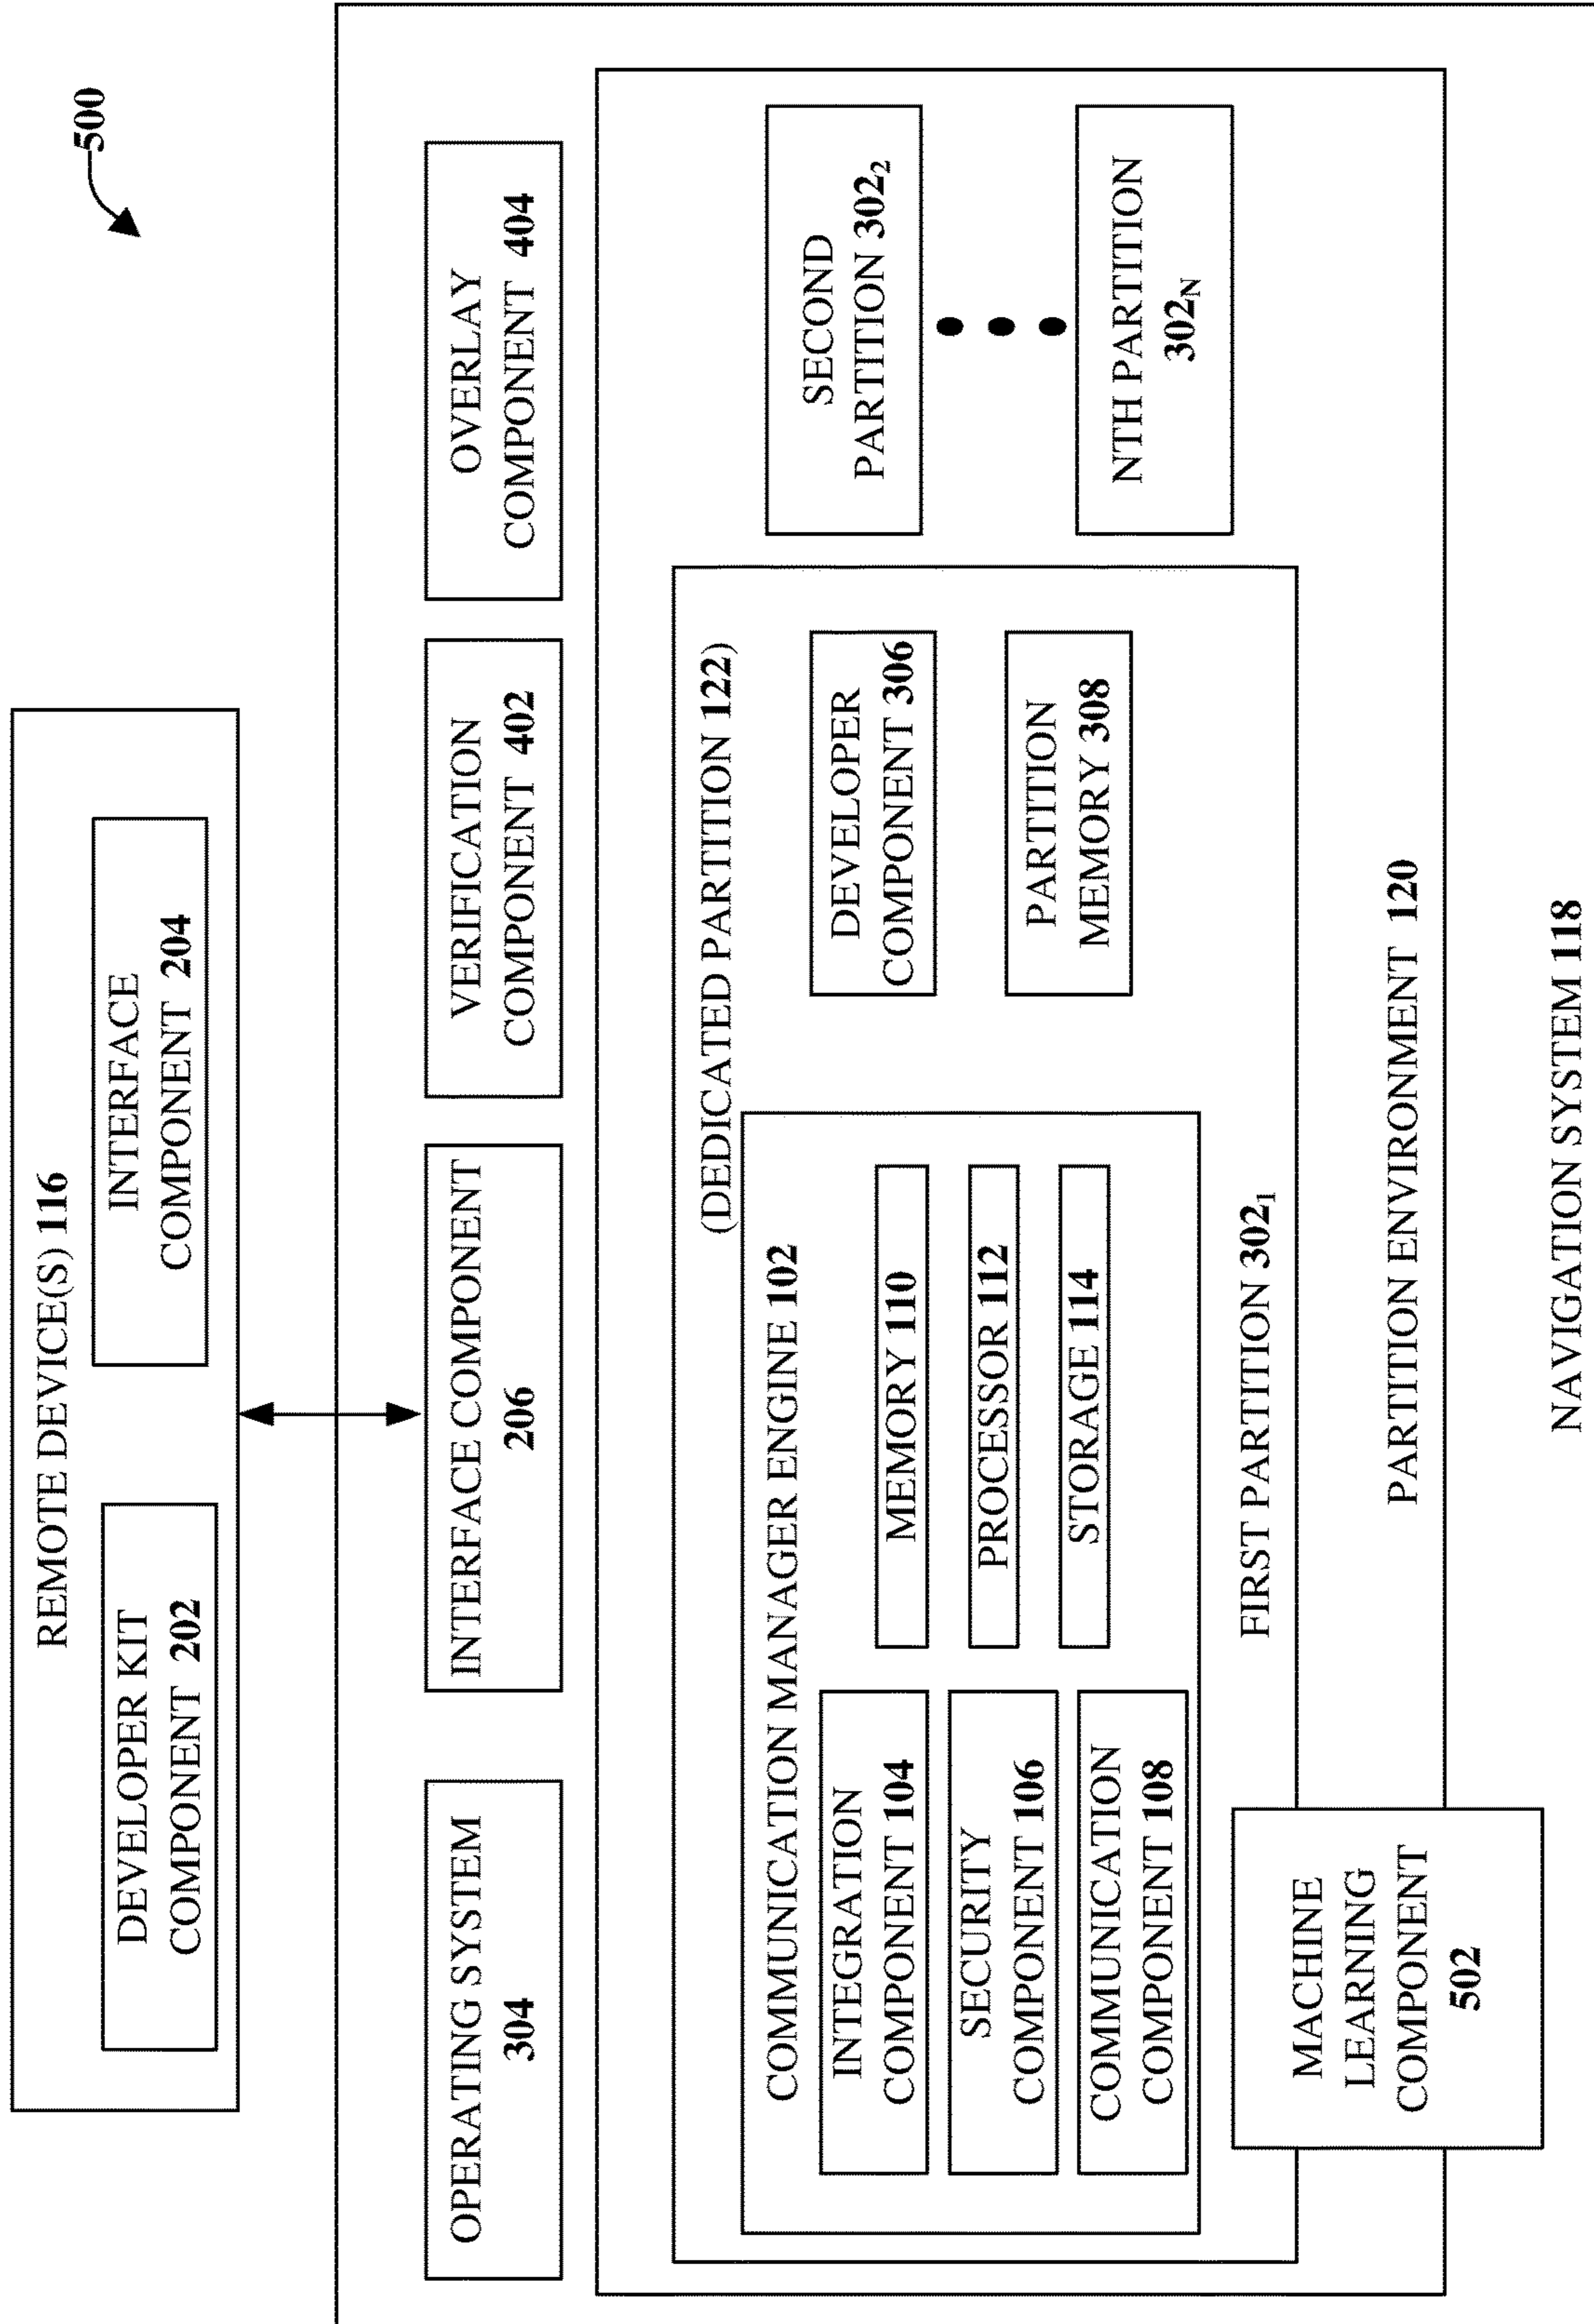 500
REMOTE DEVICE(S) 116
DEVELOPER KIT
COMPONENT 202
INTERFACE
COMPONENT 204
OPERATING SYSTEM
304
INTERFACE COMPONENT
206
VERIFICATION
COMPONENT 402
OVERLAY
COMPONENT 404
(DEDICATED PARTITION 122)
COMMUNICATION MANAGER ENGINE 102
INTEGRATION
COMPONENT 104
SECURITY
COMPONENT 106
COMMUNICATION
COMPONENT 108
MEMORY 110
PROCESSOR 112
STORAGE 114
DEVELOPER
COMPONENT 306
PARTITION
MEMORY 308
SECOND
PARTITION 302₂
NTH PARTITION
302_N
FIRST PARTITION 302₁
MACHINE
LEARNING
COMPONENT
502
PARTITION ENVIRONMENT 120
NAVIGATION SYSTEM 118